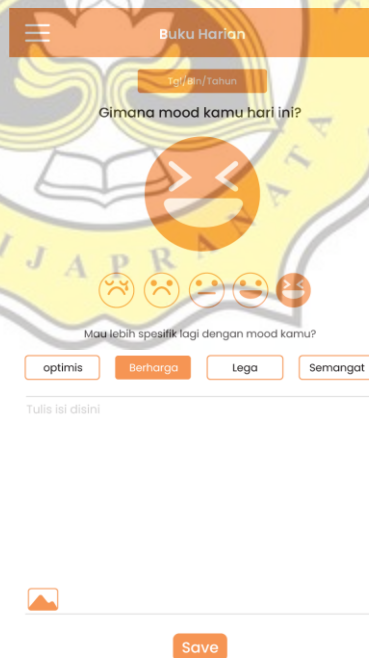 Buku Harian
Tgl/Bln/Tahun
Gimana mood kamu hari ini?
IJAPRANATA
Mau lebih spesifik lagi dengan mood kamu?
optimis Berharga Lega Semangat
Tulis isi disini
Save